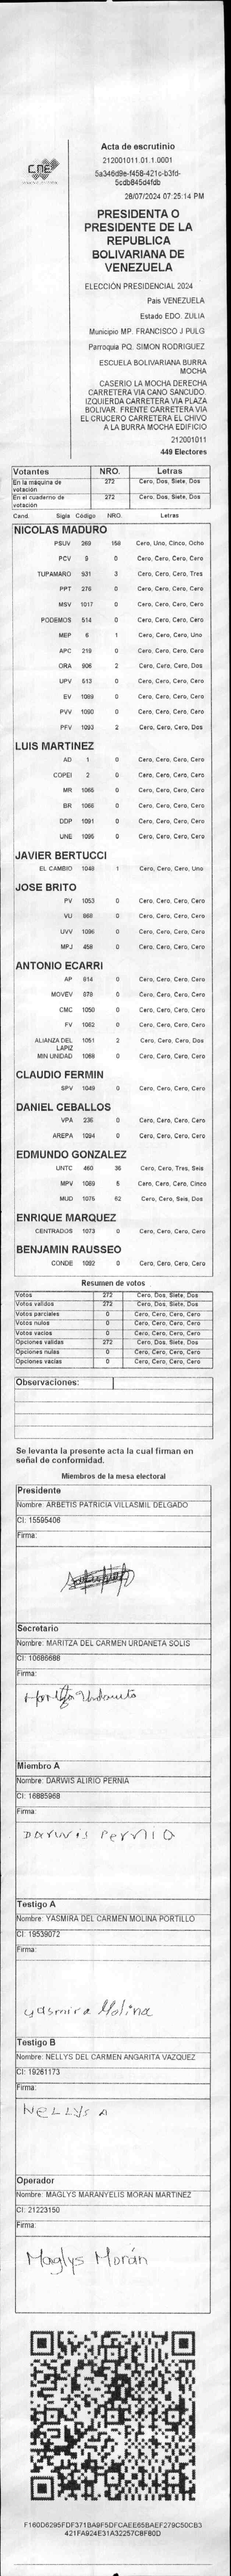 CNE
Acta de escrutinio
212001011.01.1.0001
5a346d9e-f458-421c-b3fd-
5cdb845d4fdb
28/07/2024 07:25:14 PM
PRESIDENTA O
PRESIDENTE DE LA
REPUBLICA
BOLIVARIANA DE
VENEZUELA
ELECCIÓN PRESIDENCIAL 2024
Pais VENEZUELA
Estado EDO. ZULIA
Municipio MP. FRANCISCO J PULG
Parroquia PQ. SIMON RODRIGUEZ
ESCUELA BOLIVARIANA BURRA
MOCHA
CASERIO LA MOCHA DERECHA
CARRETERA VIA CANO SANCUDO.
IZQUIERDA CARRETERA VIA PLAZA
BOLIVAR. FRENTE CARRETERA VIA
EL CRUCERO CARRETERA EL CHIVO
A LA BURRA MOCHA EDIFICIO
212001011
449 Electores
Votantes NRO. Letras
En la máquina de votación 272 Cero, Dos, Siete, Dos
En el cuaderno de votación 272 Cero, Dos, Siete, Dos
Cand. Sigla Código NRO. Letras
NICOLAS MADURO
PSUV 269 158 Cero, Uno, Cinco, Ocho
PCV 9 0 Cero, Cero, Cero, Cero
TUPAMARO 931 3 Cero, Cero, Cero, Tres
PPT 276 0 Cero, Cero, Cero, Cero
MSV 1017 0 Cero, Cero, Cero, Cero
PODEMOS 514 0 Cero, Cero, Cero, Cero
MEP 6 1 Cero, Cero, Cero, Uno
APC 219 0 Cero, Cero, Cero, Cero
ORA 906 2 Cero, Cero, Cero, Dos
UPV 513 0 Cero, Cero, Cero, Cero
EV 1089 0 Cero, Cero, Cero, Cero
PVV 1090 0 Cero, Cero, Cero, Cero
PFV 1093 2 Cero, Cero, Cero, Dos
LUIS MARTINEZ
AD 1 0 Cero, Cero, Cero, Cero
COPEI 2 0 Cero, Cero, Cero, Cero
MR 1065 0 Cero, Cero, Cero, Cero
BR 1066 0 Cero, Cero, Cero, Cero
DDP 1091 0 Cero, Cero, Cero, Cero
UNE 1095 0 Cero, Cero, Cero, Cero
JAVIER BERTUCCI
EL CAMBIO 1048 1 Cero, Cero, Cero, Uno
JOSE BRITO
PV 1053 0 Cero, Cero, Cero, Cero
VU 868 0 Cero, Cero, Cero, Cero
UVV 1096 0 Cero, Cero, Cero, Cero
MPJ 458 0 Cero, Cero, Cero, Cero
ANTONIO ECARRI
AP 814 0 Cero, Cero, Cero, Cero
MOVEV 878 0 Cero, Cero, Cero, Cero
CMC 1050 0 Cero, Cero, Cero, Cero
FV 1062 0 Cero, Cero, Cero, Cero
ALIANZA DEL LAPIZ 1051 2 Cero, Cero, Cero, Dos
MIN UNIDAD 1068 0 Cero, Cero, Cero, Cero
CLAUDIO FERMIN
SPV 1049 0 Cero, Cero, Cero, Cero
DANIEL CEBALLOS
VPA 236 0 Cero, Cero, Cero, Cero
AREPA 1094 0 Cero, Cero, Cero, Cero
EDMUNDO GONZALEZ
UNTC 460 36 Cero, Cero, Tres, Seis
MPV 1069 5 Cero, Cero, Cero, Cinco
MUD 1076 62 Cero, Cero, Seis, Dos
ENRIQUE MARQUEZ
CENTRADOS 1073 0 Cero, Cero, Cero, Cero
BENJAMIN RAUSSEO
CONDE 1092 0 Cero, Cero, Cero, Cero
Resumen de votos
Votos 272 Cero, Dos, Siete, Dos
Votos validos 272 Cero, Dos, Siete, Dos
Votos parciales 0 Cero, Cero, Cero, Cero
Votos nulos 0 Cero, Cero, Cero, Cero
Votos vacios 0 Cero, Cero, Cero, Cero
Opciones validas 272 Cero, Dos, Siete, Dos
Opciones nulas 0 Cero, Cero, Cero, Cero
Opciones vacias 0 Cero, Cero, Cero, Cero
Observaciones:
Se levanta la presente acta la cual firman en
señal de conformidad.
Miembros de la mesa electoral
Presidente
Nombre: ARBETIS PATRICIA VILLASMIL DELGADO
CI: 15595406
Firma:
Secretario
Nombre: MARITZA DEL CARMEN URDANETA SOLIS
CI: 10686688
Firma:
Maritza Urdaneta
Miembro A
Nombre: DARWIS ALIRIO PERNIA
CI: 16885968
Firma:
Darwis Pernia
Testigo A
Nombre: YASMIRA DEL CARMEN MOLINA PORTILLO
CI: 19539072
Firma:
Yasmira Molina
Testigo B
Nombre: NELLYS DEL CARMEN ANGARITA VAZQUEZ
CI: 19261173
Firma:
NELLYS A
Operador
Nombre: MAGLYS MARANYELIS MORAN MARTINEZ
CI: 21223150
Firma:
Maglys Morán
F160D6295FDF371BA9F5DFCAEE65BAEF279C50CB3
421FA924E31A32257C8F80D